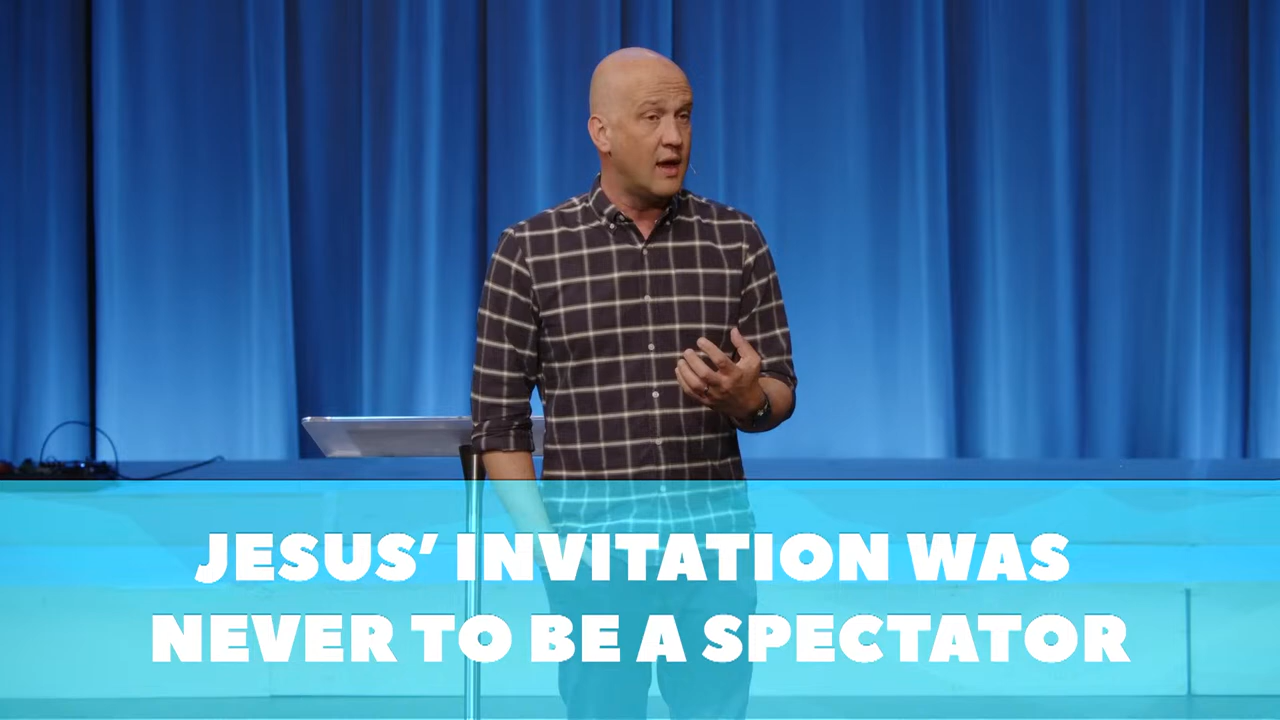 JESUS’ INVITATION WAS
NEVER TO BE A SPECTATOR